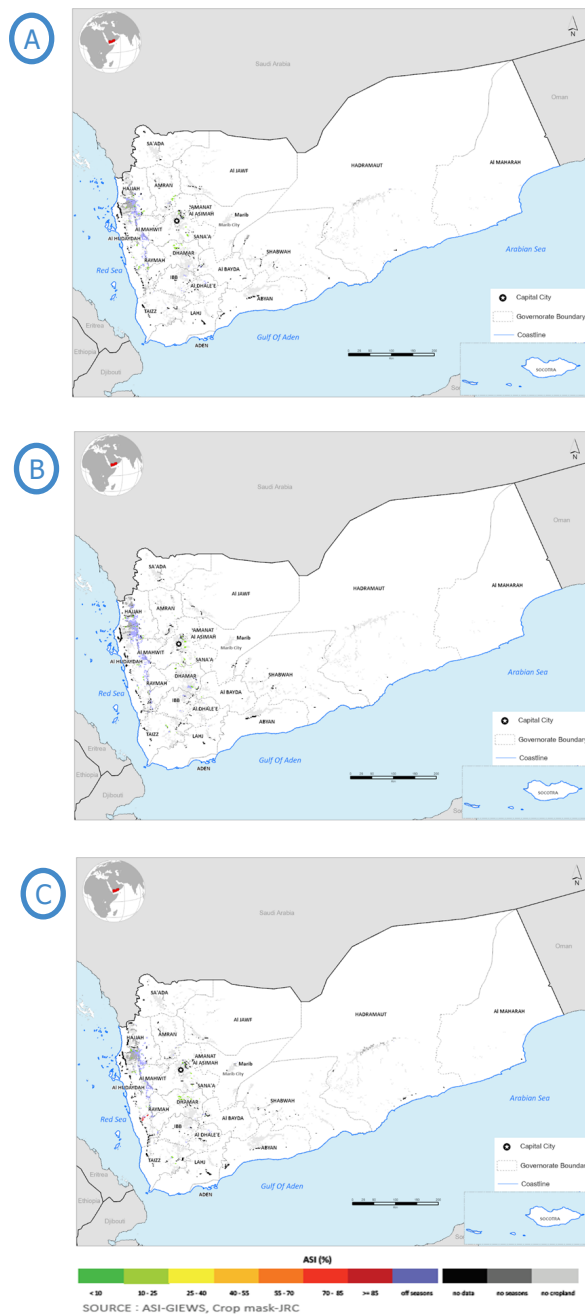 A
N
Saudi Arabia
Oman
SA'ADA
Al JAWF
HADRAMAUT
Al MAHARAH
HAJJAH
AMRAN
'AMANAT
Al ASIMAH
Marib
Marib City
Al MAHWIT
Al HUDAYDAH
SANA'A
Arabian Sea
DHAMAR
SHABWAH
Red Sea
RAYMAH
Al BAYDA
IBB
Al DHALE'E
ABYAN
Capital City
TAIZZ
LAHJ
Governorate Boundary
Eritrea
Gulf Of Aden
Coastline
ADEN
Ethiopia
Djibouti
SOCOTRA
B
N
Saudi Arabia
Oman
SA'ADA
Al JAWF
HADRAMAUT
Al MAHARAH
HAJJAH
AMRAN
'AMANAT
Al ASIMAH
Marib
Marib City
Al MAHWIT
Al HUDAYDAH
SANA'A
Arabian Sea
DHAMAR
SHABWAH
RAYMAH
Red Sea
Al BAYDA
IBB
Al DHALE'E
ABYAN
Capital City
TAIZZ
LAHJ
Governorate Boundary
Eritrea
Gulf Of Aden
Coastline
ADEN
Ethiopia
Djibouti
SOCOTRA
C
N
Saudi Arabia
Oman
SA'ADA
Al JAWF
HADRAMAUT
Al MAHARAH
HAJJAH
AMRAN
AMANAT
Al ASIMAH
Marib
Marib City
Al MAHWIT
Al HUDAYDAH
SANA'A
Arabian Sea
DHAMAR
SHABWAH
RAYMAH
Red Sea
Al BAYDA
IBB
Al DHALE'E
ABYAN
Capital City
TAIZZ
LAHJ
Governorate Boundary
Eritrea
Gulf Of Aden
Coastline
ADEN
Ethiopia
Djibouti
SOCOTRA
ASI (%)
< 10 10 - 25 25 - 40 40 - 55 55 - 70 70 - 85 >= 85 off seasons no data no seasons no cropland
SOURCE : ASI-GIEWS, Crop mask-JRC